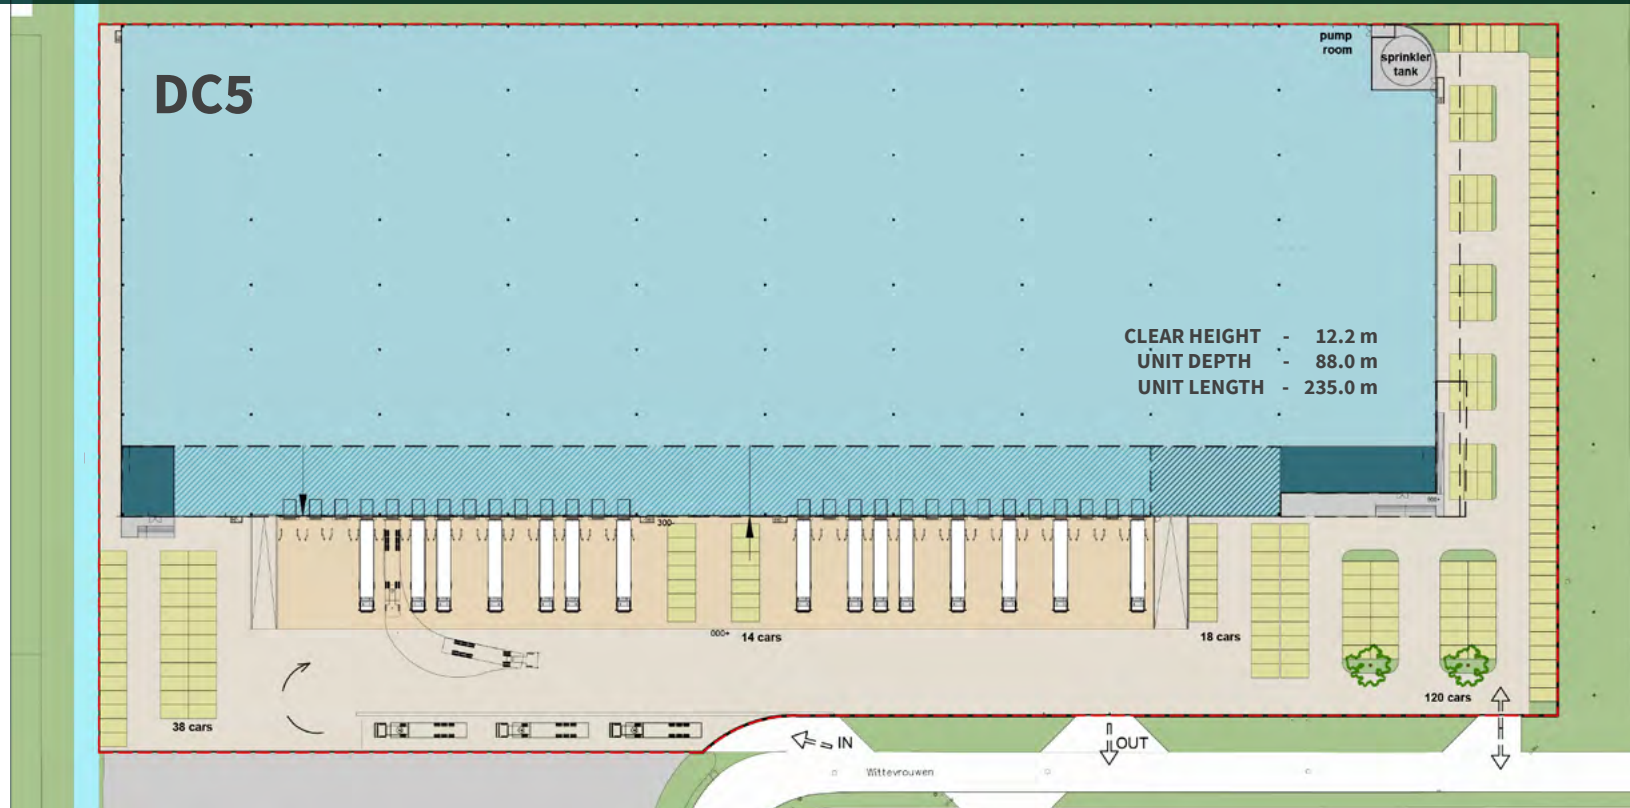 pump
room
sprinkler
tank
DC5
CLEAR HEIGHT - 12.2 m
UNIT DEPTH - 88.0 m
UNIT LENGTH - 235.0 m
300-
000+
14 cars
18 cars
120 cars
38 cars
IN
OUT
Wittevrouwen